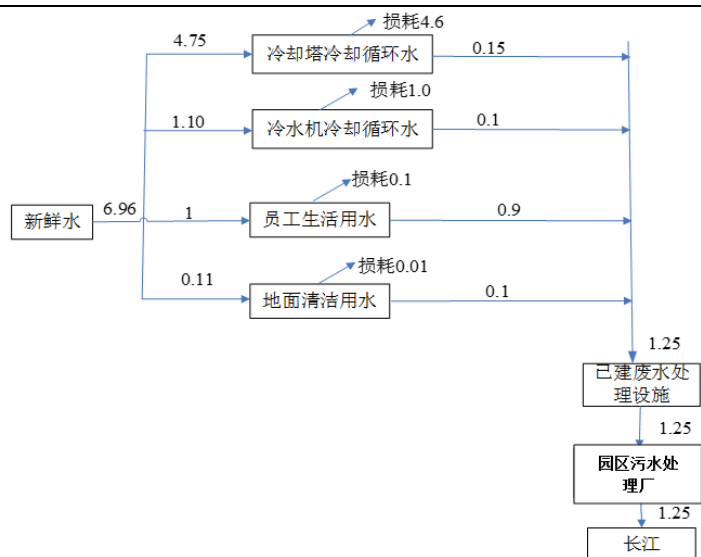 损耗4.6
4.75
冷却塔冷却循环水
0.15
损耗1.0
1.10
冷水机冷却循环水
0.1
损耗0.1
新鲜水
6.96
1
员工生活用水
0.9
损耗0.01
0.11
地面清洁用水
0.1
1.25
已建废水处
理设施
1.25
园区污水处
理厂
1.25
长江